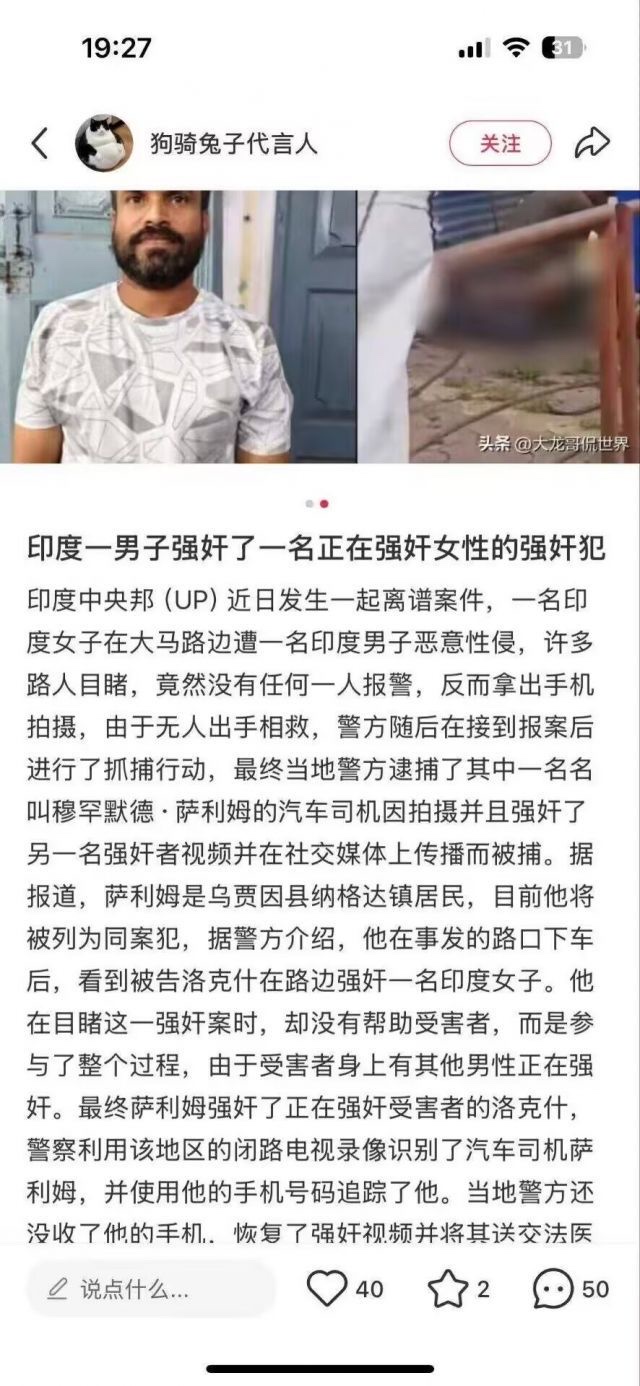 19:27
31
狗骑兔子代言人
关注
头条 @大龙哥侃世界
印度一男子强奸了一名正在强奸女性的强奸犯
印度中央邦（UP）近日发生一起离谱案件，一名印
度女子在大马路边遭一名印度男子恶意性侵，许多
路人目睹，竟然没有任何一人报警，反而拿出手机
拍摄，由于无人出手相救，警方随后在接到报案后
进行了抓捕行动，最终当地警方逮捕了其中一名名
叫穆罕默德·萨利姆的汽车司机因拍摄并且强奸了
另一名强奸者视频并在社交媒体上传播而被捕。据
报道，萨利姆是乌贾因县纳格达镇居民，目前他将
被列为同案犯，据警方介绍，他在事发的路口下车
后，看到被告洛克什在路边强奸一名印度女子。他
在目睹这一强奸案时，却没有帮助受害者，而是参
与了整个过程，由于受害者身上有其他男性正在强
奸。最终萨利姆强奸了正在强奸受害者的洛克什，
警察利用该地区的闭路电视录像识别了汽车司机萨
利姆，并使用他的手机号码追踪了他。当地警方还
没收了他的手机，恢复了强奸视频并将其送交法医
说点什么...
40
2
50